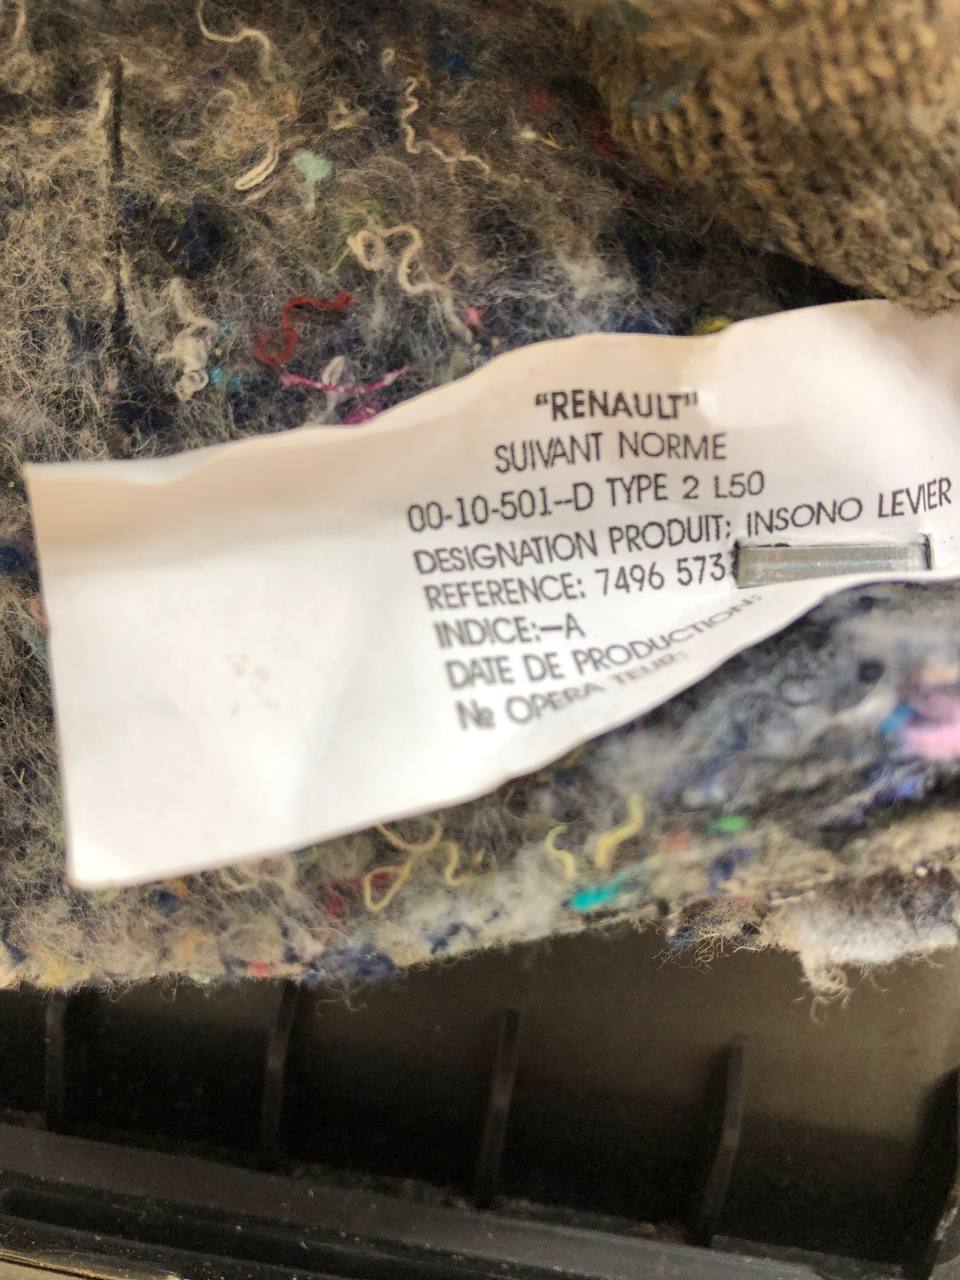 "RENAULT"
SUIVANT NORME
00-10-501--D TYPE 2 L50
DESIGNATION PRODUIT: INSONO LEVIER
REFERENCE: 7496 573
INDICE:—A
DATE DE PRODUCTION:
№ OPERA TEUR: